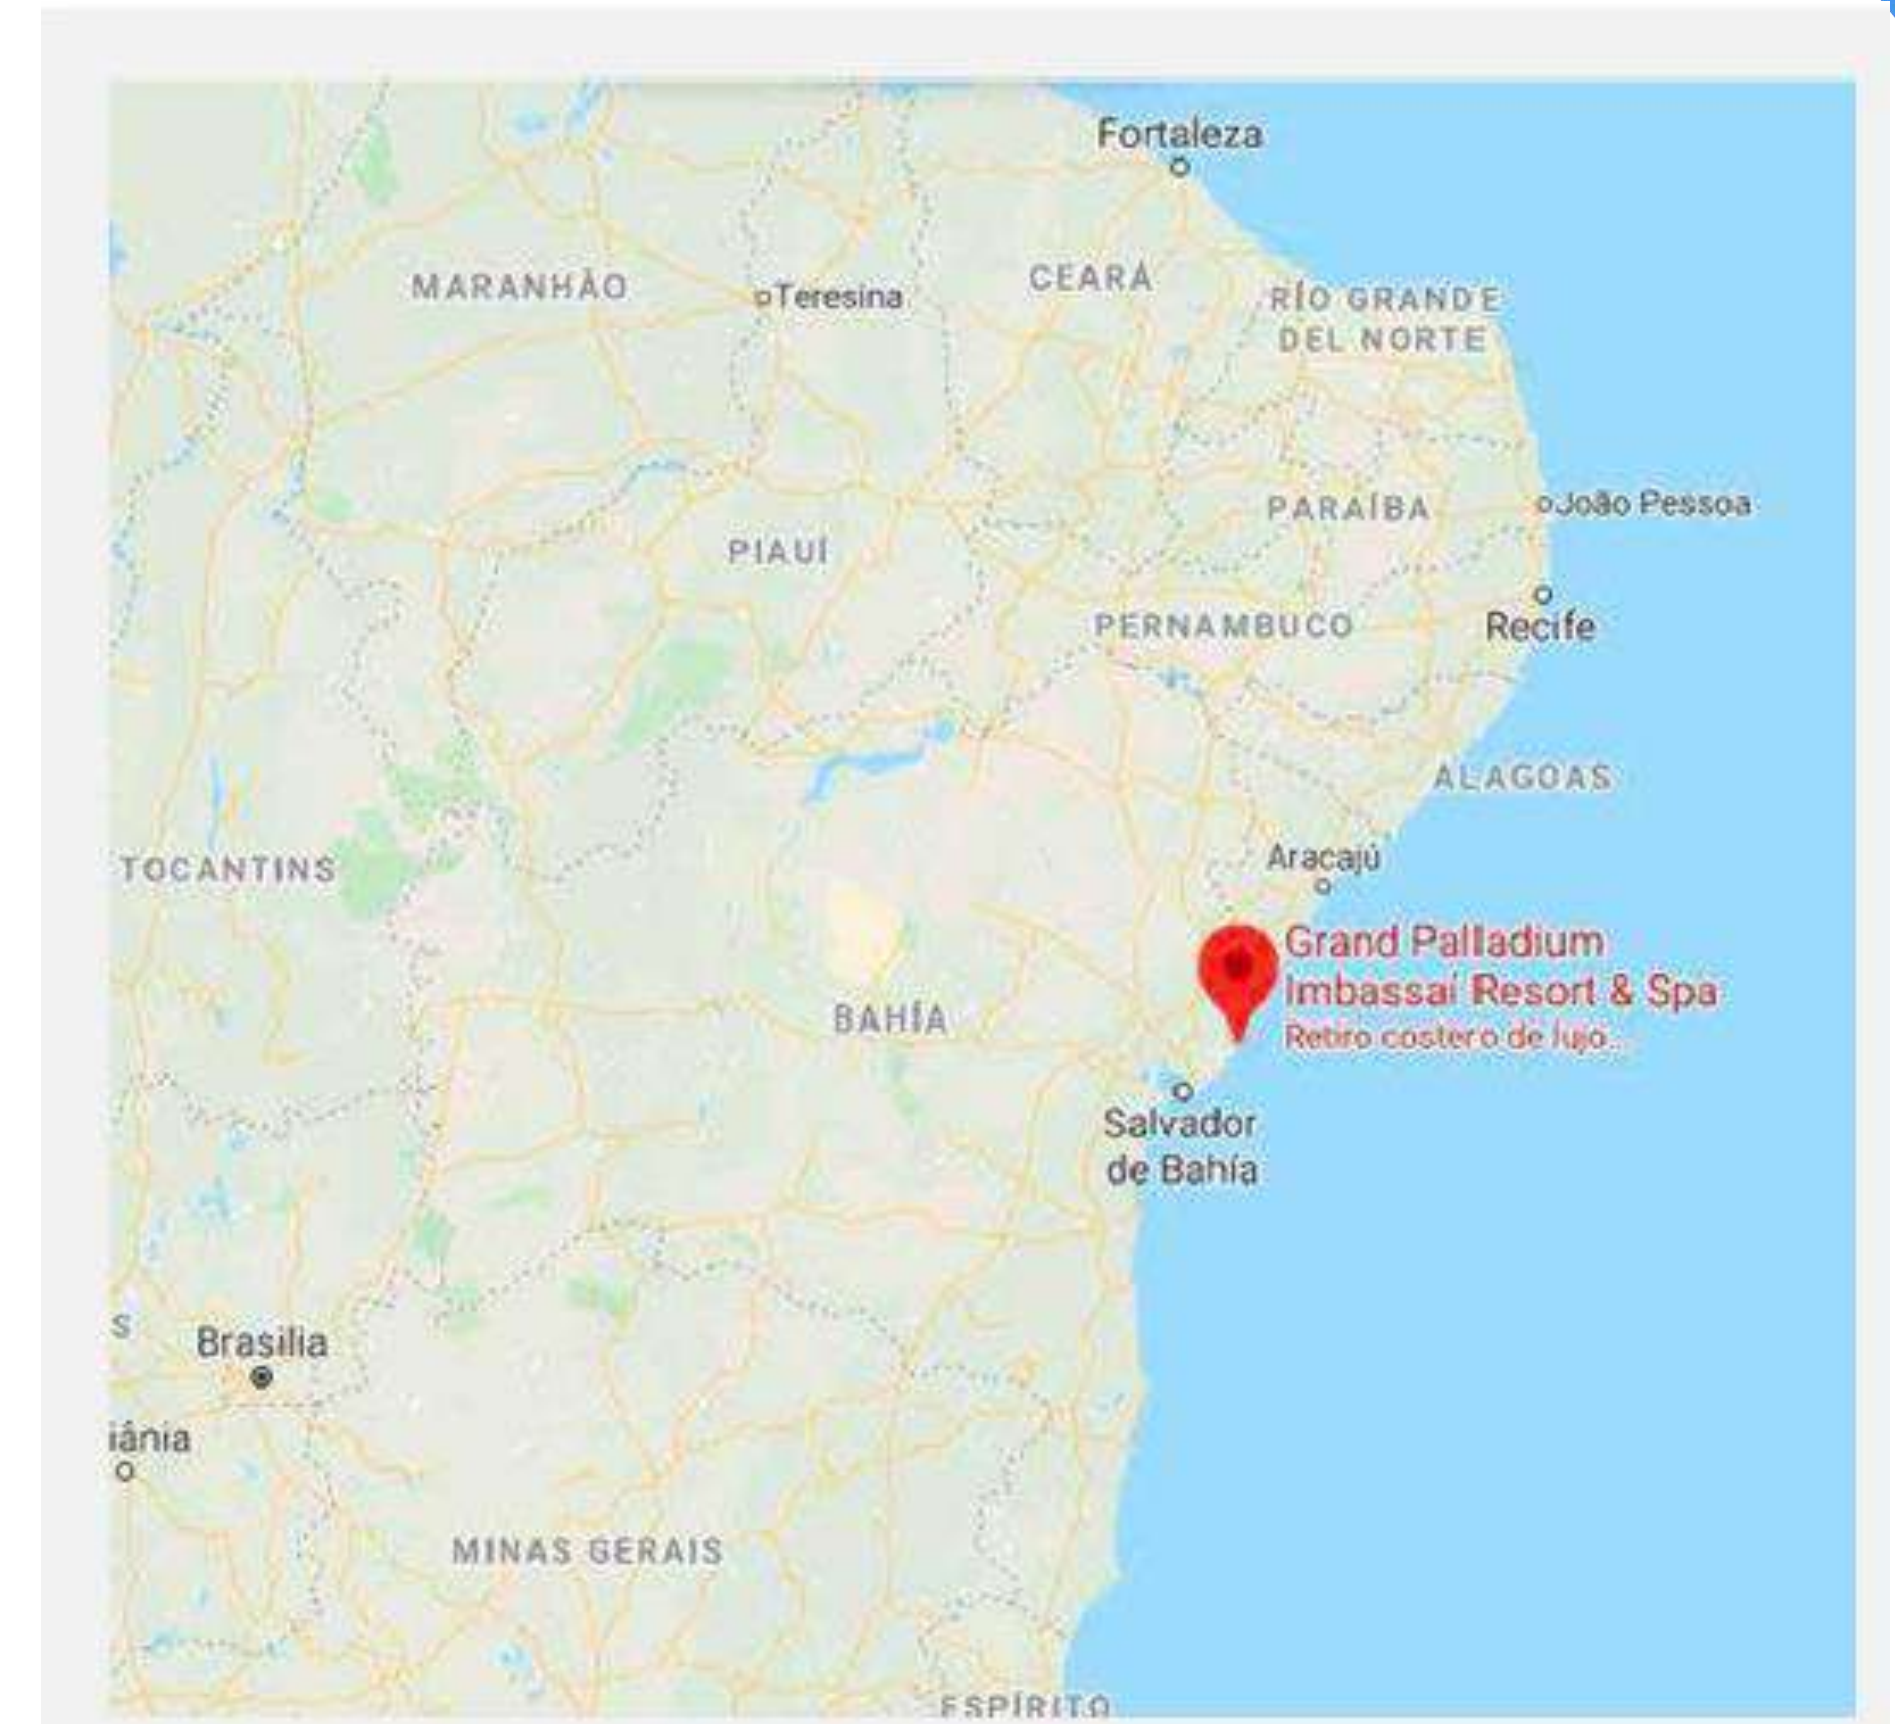 Fortaleza
MARANHÃO
Teresina
CEARÁ
RÍO GRANDE
DEL NORTE
PARAÍBA
João Pessoa
PIAUÍ
PERNAMBUCO
Recife
ALAGOAS
TOCANTINS
Aracajú
Grand Palladium
Imbassaí Resort & Spa
Retiro costero de lujo...
BAHÍA
Salvador
de Bahía
S
Brasilia
iânia
MINAS GERAIS
ESPÍRITO